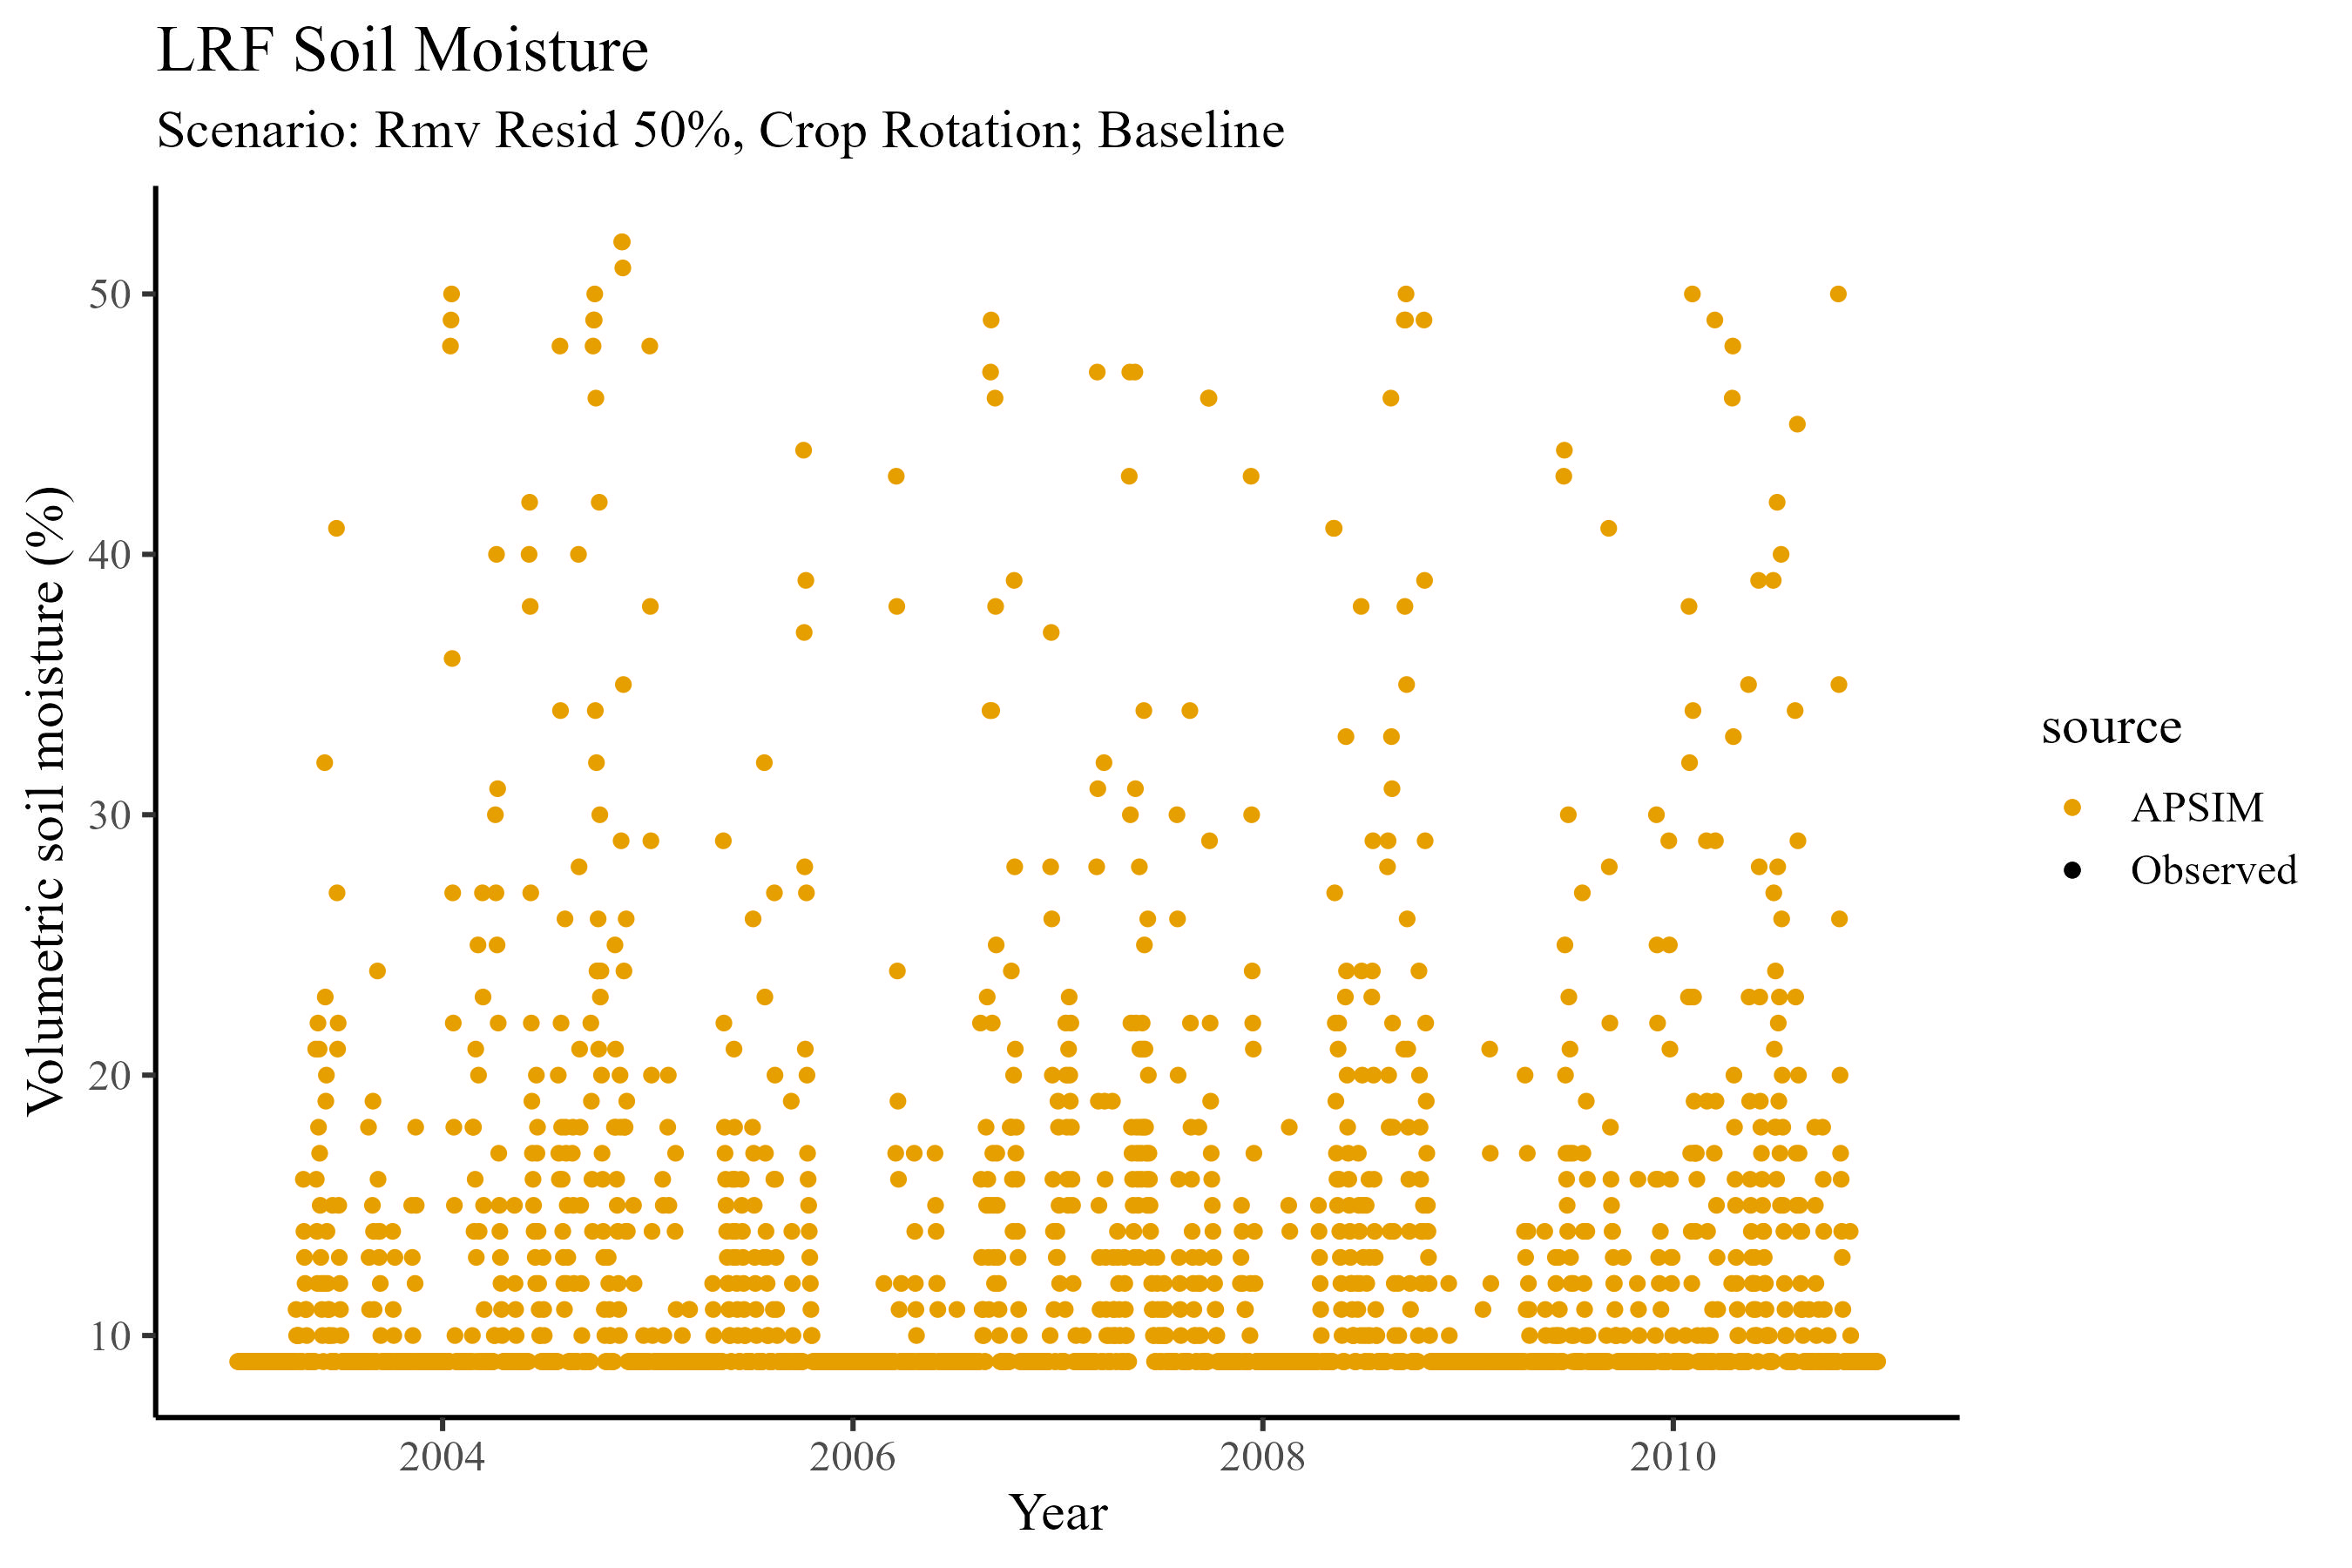 LRF Soil Moisture
Scenario: Rmv Resid 50%, Crop Rotation; Baseline
Volumetric soil moisture (%)
50
40
30
20
10
2004 2006 2008 2010
Year
source
APSIM
Observed